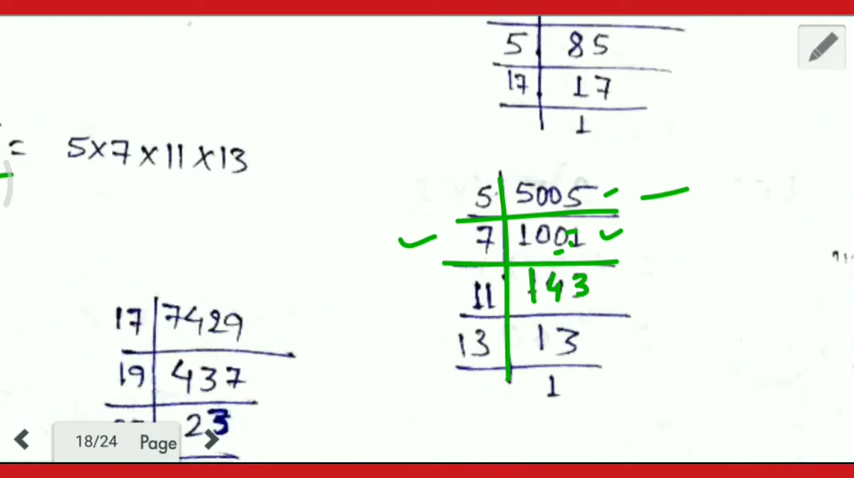 5 | 85
17 | 17
1
= 5×7×11×13
5 | 5005
7 | 1001
11 | 143
13 | 13
1
17 | 7429
19 | 437
23
18/24 Page